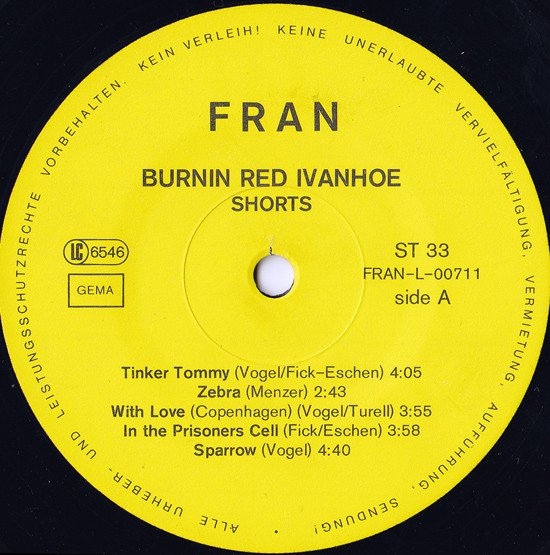 ALLE URHEBER- UND LEISTUNGSSCHUTZRECHTE VORBEHALTEN. KEIN VERLEIH! KEINE UNERLAUBTE VERVIELFÄLTIGUNG, VERMIETUNG, AUFFÜHRUNG, SENDUNG!
FRAN
BURNIN RED IVANHOE
SHORTS
LC 6546
GEMA
ST 33
FRAN-L-00711
side A
Tinker Tommy (Vogel/Fick-Eschen) 4:05
Zebra (Menzer) 2:43
With Love (Copenhagen) (Vogel/Turell) 3:55
In the Prisoners Cell (Fick/Eschen) 3:58
Sparrow (Vogel) 4:40